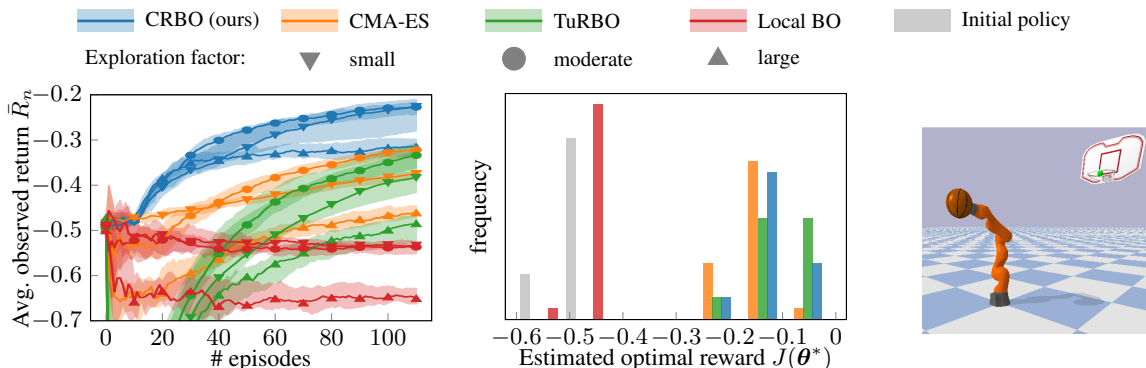 CRBO (ours) CMA-ES TuRBO Local BO Initial policy
Exploration factor: small moderate large
Avg. observed return R̄ₙ
−0.2
−0.3
−0.4
−0.5
−0.6
−0.7
0 20 40 60 80 100
# episodes
frequency
−0.6 −0.5 −0.4 −0.3 −0.2 −0.1 0
Estimated optimal reward J(θ*)